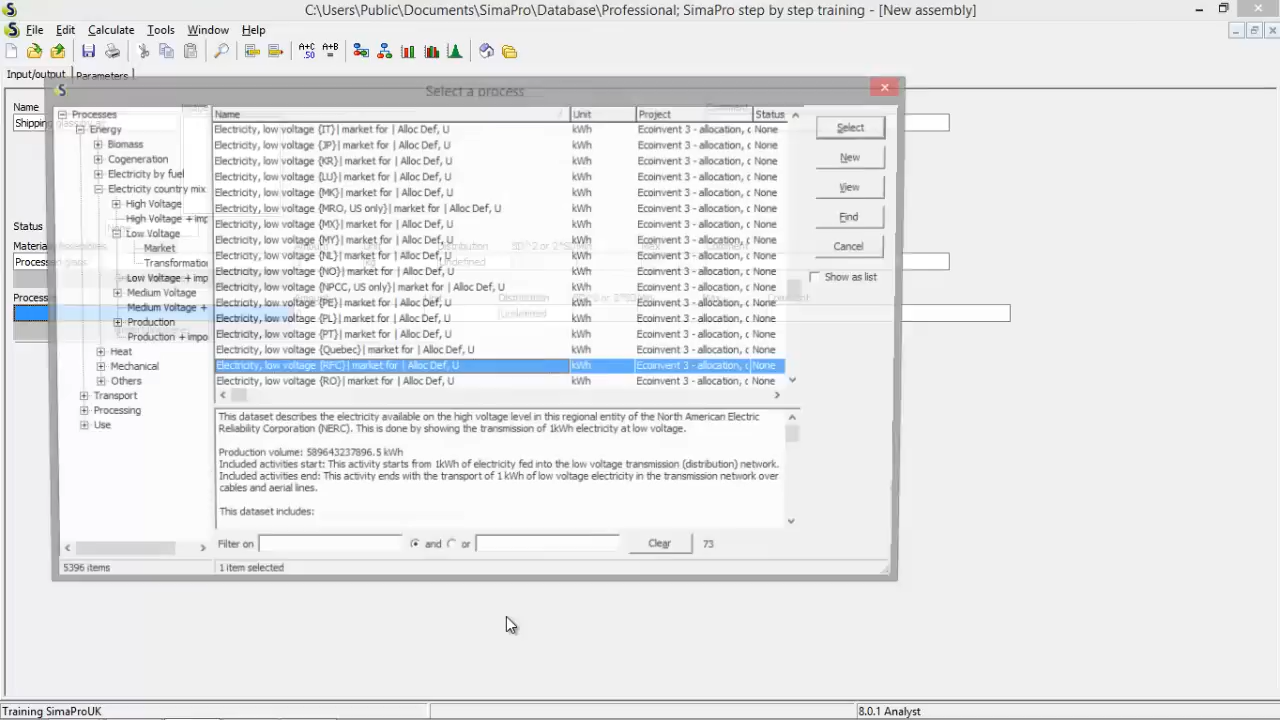 C:\Users\Public\Documents\SimaPro\Database\Professional; SimaPro step by step training - [New assembly]
File Edit Calculate Tools Window Help
Input/output Parameters
Select a process
Name
Shipping
Status
Processes
Energy
Biomass
Cogeneration
Electricity by fuel
Electricity country mix
High Voltage
High Voltage + imp
Low Voltage
Market
Transformation
Low Voltage + imp
Medium Voltage
Medium Voltage +
Production
Production + impo
Heat
Mechanical
Others
Transport
Processing
Use
Name Unit Project Status
Electricity, low voltage {IT}| market for | Alloc Def, U kWh Ecoinvent 3 - allocation, c None
Electricity, low voltage {JP}| market for | Alloc Def, U kWh Ecoinvent 3 - allocation, c None
Electricity, low voltage {KR}| market for | Alloc Def, U kWh Ecoinvent 3 - allocation, c None
Electricity, low voltage {LU}| market for | Alloc Def, U kWh Ecoinvent 3 - allocation, c None
Electricity, low voltage {MK}| market for | Alloc Def, U kWh Ecoinvent 3 - allocation, c None
Electricity, low voltage {MRO, US only}| market for | Alloc Def, U kWh Ecoinvent 3 - allocation, c None
Electricity, low voltage {MX}| market for | Alloc Def, U kWh Ecoinvent 3 - allocation, c None
Electricity, low voltage {MY}| market for | Alloc Def, U kWh Ecoinvent 3 - allocation, c None
Electricity, low voltage {NL}| market for | Alloc Def, U kWh Ecoinvent 3 - allocation, c None
Electricity, low voltage {NO}| market for | Alloc Def, U kWh Ecoinvent 3 - allocation, c None
Electricity, low voltage {NPCC, US only}| market for | Alloc Def, U kWh Ecoinvent 3 - allocation, c None
Electricity, low voltage {PE}| market for | Alloc Def, U kWh Ecoinvent 3 - allocation, c None
Electricity, low voltage {PL}| market for | Alloc Def, U kWh Ecoinvent 3 - allocation, c None
Electricity, low voltage {PT}| market for | Alloc Def, U kWh Ecoinvent 3 - allocation, c None
Electricity, low voltage {Quebec}| market for | Alloc Def, U kWh Ecoinvent 3 - allocation, c None
Electricity, low voltage {RFC}| market for | Alloc Def, U kWh Ecoinvent 3 - allocation, c None
Electricity, low voltage {RO}| market for | Alloc Def, U kWh Ecoinvent 3 - allocation, c None
This dataset describes the electricity available on the high voltage level in this regional entity of the North American Electric
Reliability Corporation (NERC). This is done by showing the transmission of 1kWh electricity at low voltage.
Production volume: 589643237896.5 kWh
Included activities start: This activity starts from 1kWh of electricity fed into the low voltage transmission (distribution) network.
Included activities end: This activity ends with the transport of 1 kWh of low voltage electricity in the transmission network over
cables and aerial lines.
This dataset includes:
Filter on and or Clear 73
5396 items 1 item selected
Select
New
View
Find
Cancel
Show as list
Training SimaProUK 8.0.1 Analyst